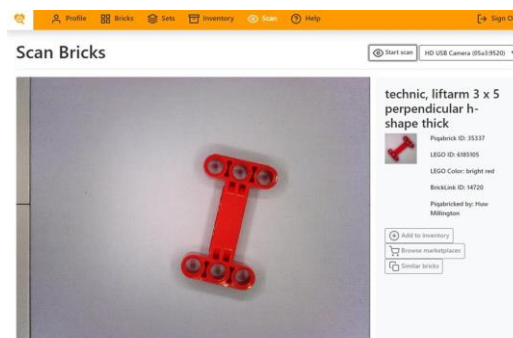 Profile Bricks Sets Inventory Scan Help Sign O
Scan Bricks
Start scan HD USB Camera (05a3:9520)
technic, liftarm 3 x 5
perpendicular h-
shape thick
Piqabrick ID: 35337
LEGO ID: 6185105
LEGO Color: bright red
BrickLink ID: 14720
Piqabricked by: Huw
Millington
Add to inventory
Browse marketplaces
Similar bricks